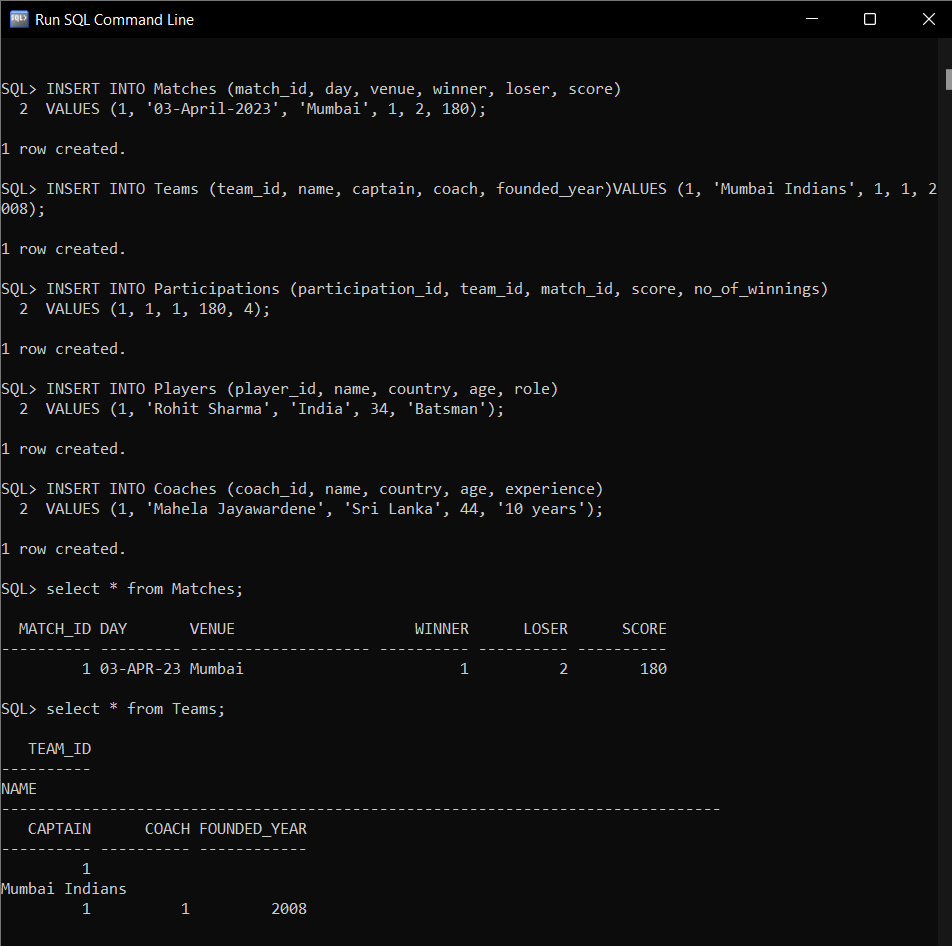 SQL> Run SQL Command Line
SQL> INSERT INTO Matches (match_id, day, venue, winner, loser, score)
  2  VALUES (1, '03-April-2023', 'Mumbai', 1, 2, 180);
1 row created.
SQL> INSERT INTO Teams (team_id, name, captain, coach, founded_year)VALUES (1, 'Mumbai Indians', 1, 1, 2
008);
1 row created.
SQL> INSERT INTO Participations (participation_id, team_id, match_id, score, no_of_winnings)
  2  VALUES (1, 1, 1, 180, 4);
1 row created.
SQL> INSERT INTO Players (player_id, name, country, age, role)
  2  VALUES (1, 'Rohit Sharma', 'India', 34, 'Batsman');
1 row created.
SQL> INSERT INTO Coaches (coach_id, name, country, age, experience)
  2  VALUES (1, 'Mahela Jayawardene', 'Sri Lanka', 44, '10 years');
1 row created.
SQL> select * from Matches;
  MATCH_ID DAY       VENUE                    WINNER      LOSER      SCORE
---------- --------- -------------------- ---------- ---------- ----------
         1 03-APR-23 Mumbai                        1          2        180
SQL> select * from Teams;
   TEAM_ID
----------
NAME
--------------------------------------------------------------------------------
   CAPTAIN      COACH FOUNDED_YEAR
---------- ---------- ------------
         1
Mumbai Indians
         1          1         2008